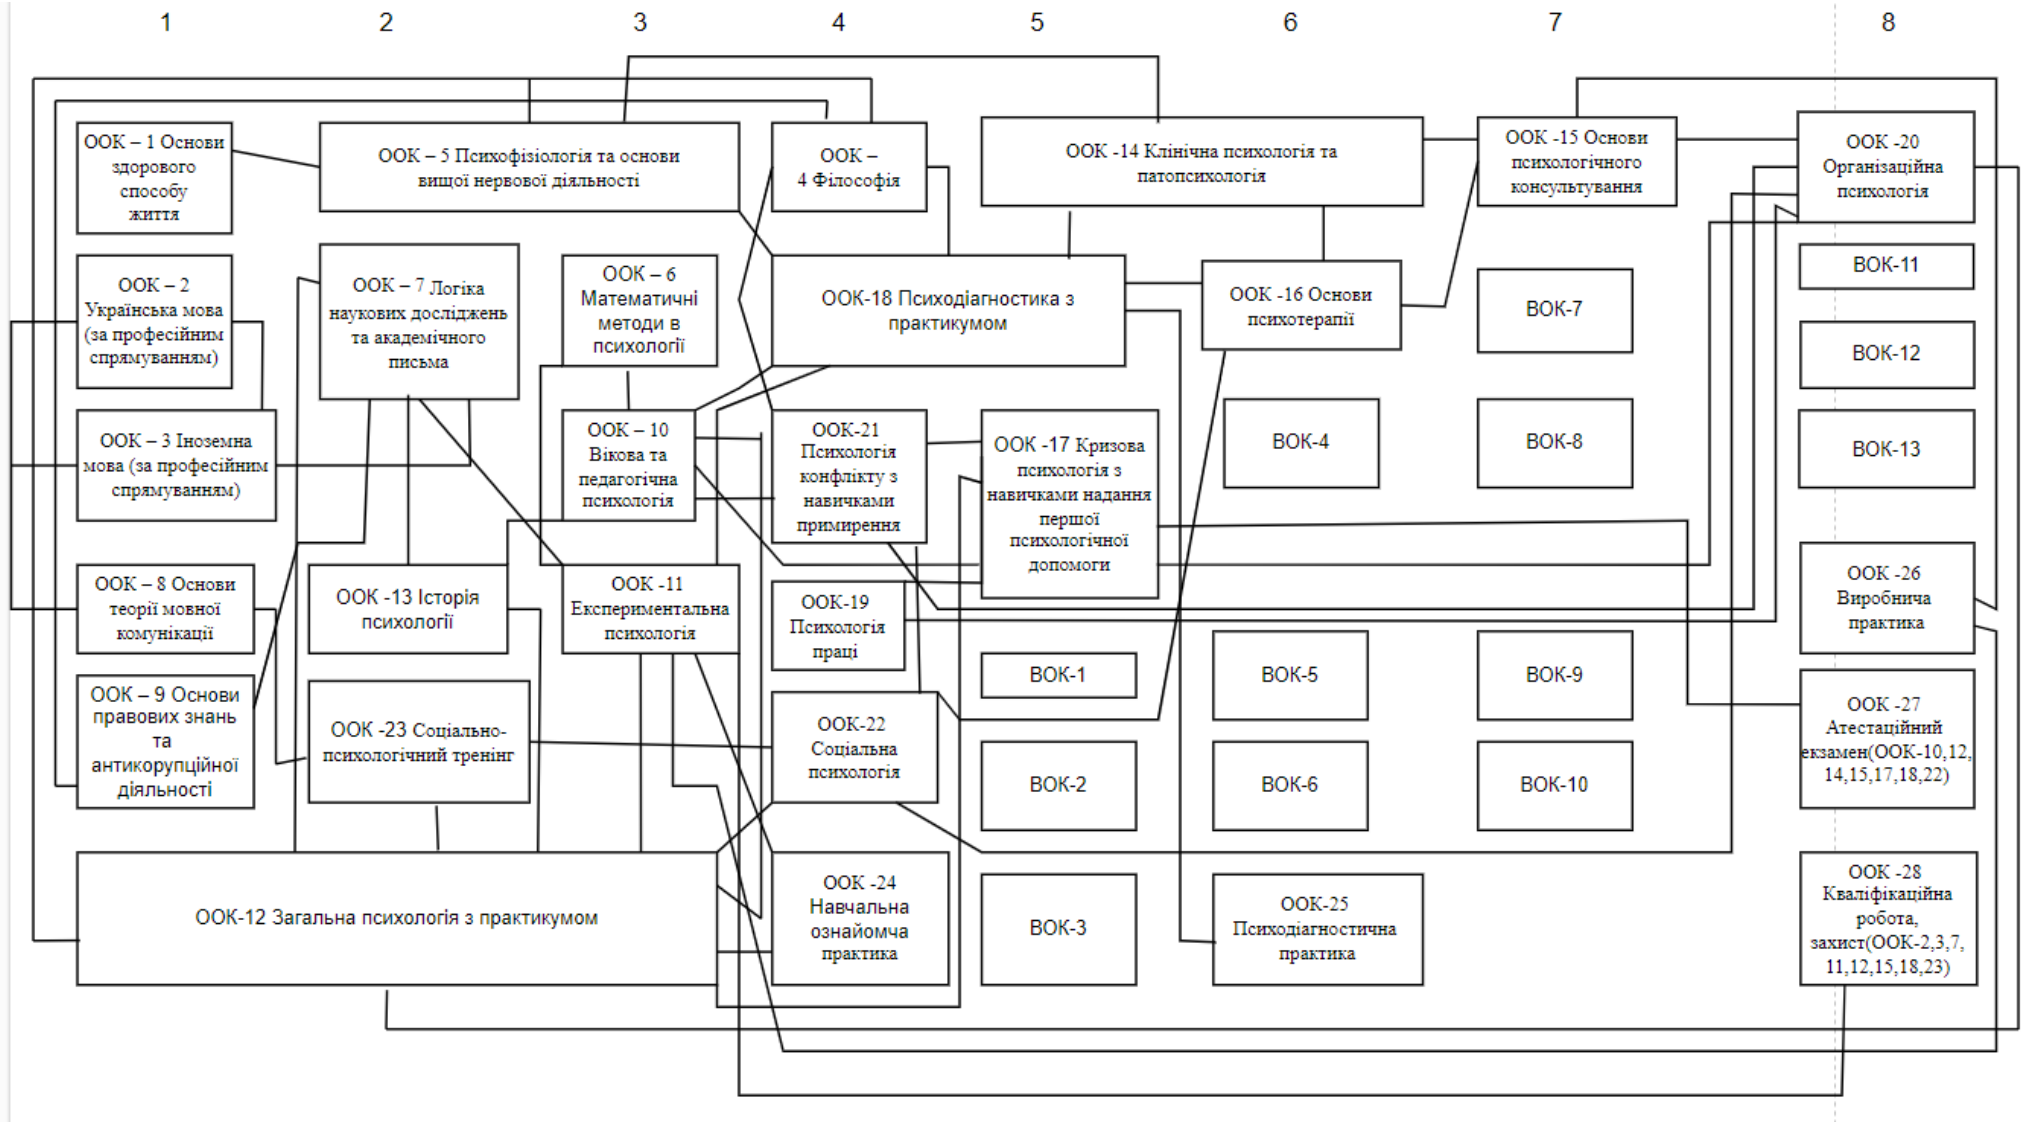 1
2
3
4
5
6
7
8
ООК – 1 Основи
здорового
способу
життя
ООК – 5 Психофізіологія та основи
вищої нервової діяльності
ООК –
4 Філософія
ООК -14 Клінічна психологія та
патопсихологія
ООК -15 Основи
психологічного
консультування
ООК -20
Організаційна
психологія
ООК – 2
Українська мова
(за професійним
спрямуванням)
ООК – 7 Логіка
наукових досліджень
та академічного
письма
ООК – 6
Математичні
методи в
психології
ООК-18 Психодіагностика з
практикумом
ООК -16 Основи
психотерапії
ВОК-7
ВОК-11
ВОК-12
ООК – 3 Іноземна
мова (за професійним
спрямуванням)
ООК – 10
Вікова та
педагогічна
психологія
ООК-21
Психологія
конфлікту з
навичками
примирення
ООК -17 Кризова
психологія з
навичками надання
першої
психологічної
допомоги
ВОК-4
ВОК-8
ВОК-13
ООК – 8 Основи
теорії мовної
комунікації
ООК -13 Історія
психології
ООК -11
Експериментальна
психологія
ООК-19
Психологія
праці
ООК -26
Виробнича
практика
ООК – 9 Основи
правових знань
та
антикорупційної
діяльності
ООК -23 Соціально-
психологічний тренінг
ООК-22
Соціальна
психологія
ВОК-1
ВОК-5
ВОК-9
ООК -27
Атестаційний
екзамен(ООК-10,12,
14,15,17,18,22)
ВОК-2
ВОК-6
ВОК-10
ООК-12 Загальна психологія з практикумом
ООК -24
Навчальна
ознайомча
практика
ВОК-3
ООК-25
Психодіагностична
практика
ООК -28
Кваліфікаційна
робота,
захист(ООК-2,3,7,
11,12,15,18,23)